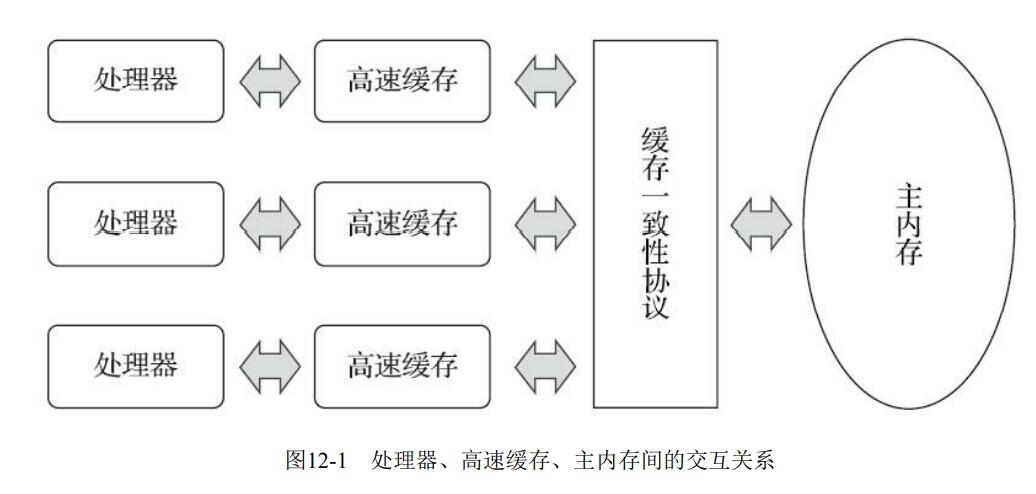 处理器
高速缓存
处理器
高速缓存
处理器
高速缓存
缓存一致性协议
主内存
图12-1 处理器、高速缓存、主内存间的交互关系